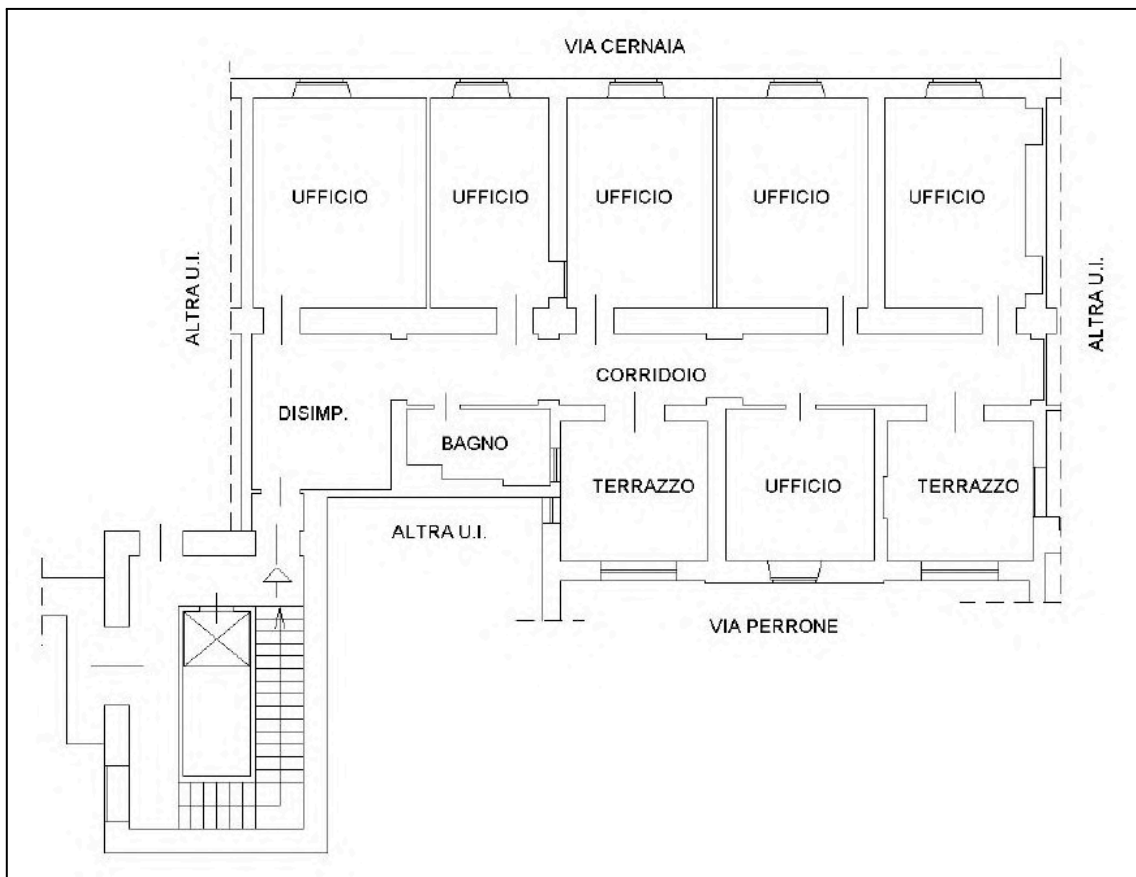 VIA CERNAIA
UFFICIO
UFFICIO
UFFICIO
UFFICIO
UFFICIO
ALTRA U.I.
ALTRA U.I.
CORRIDOIO
DISIMP.
BAGNO
TERRAZZO
UFFICIO
TERRAZZO
ALTRA U.I.
VIA PERRONE